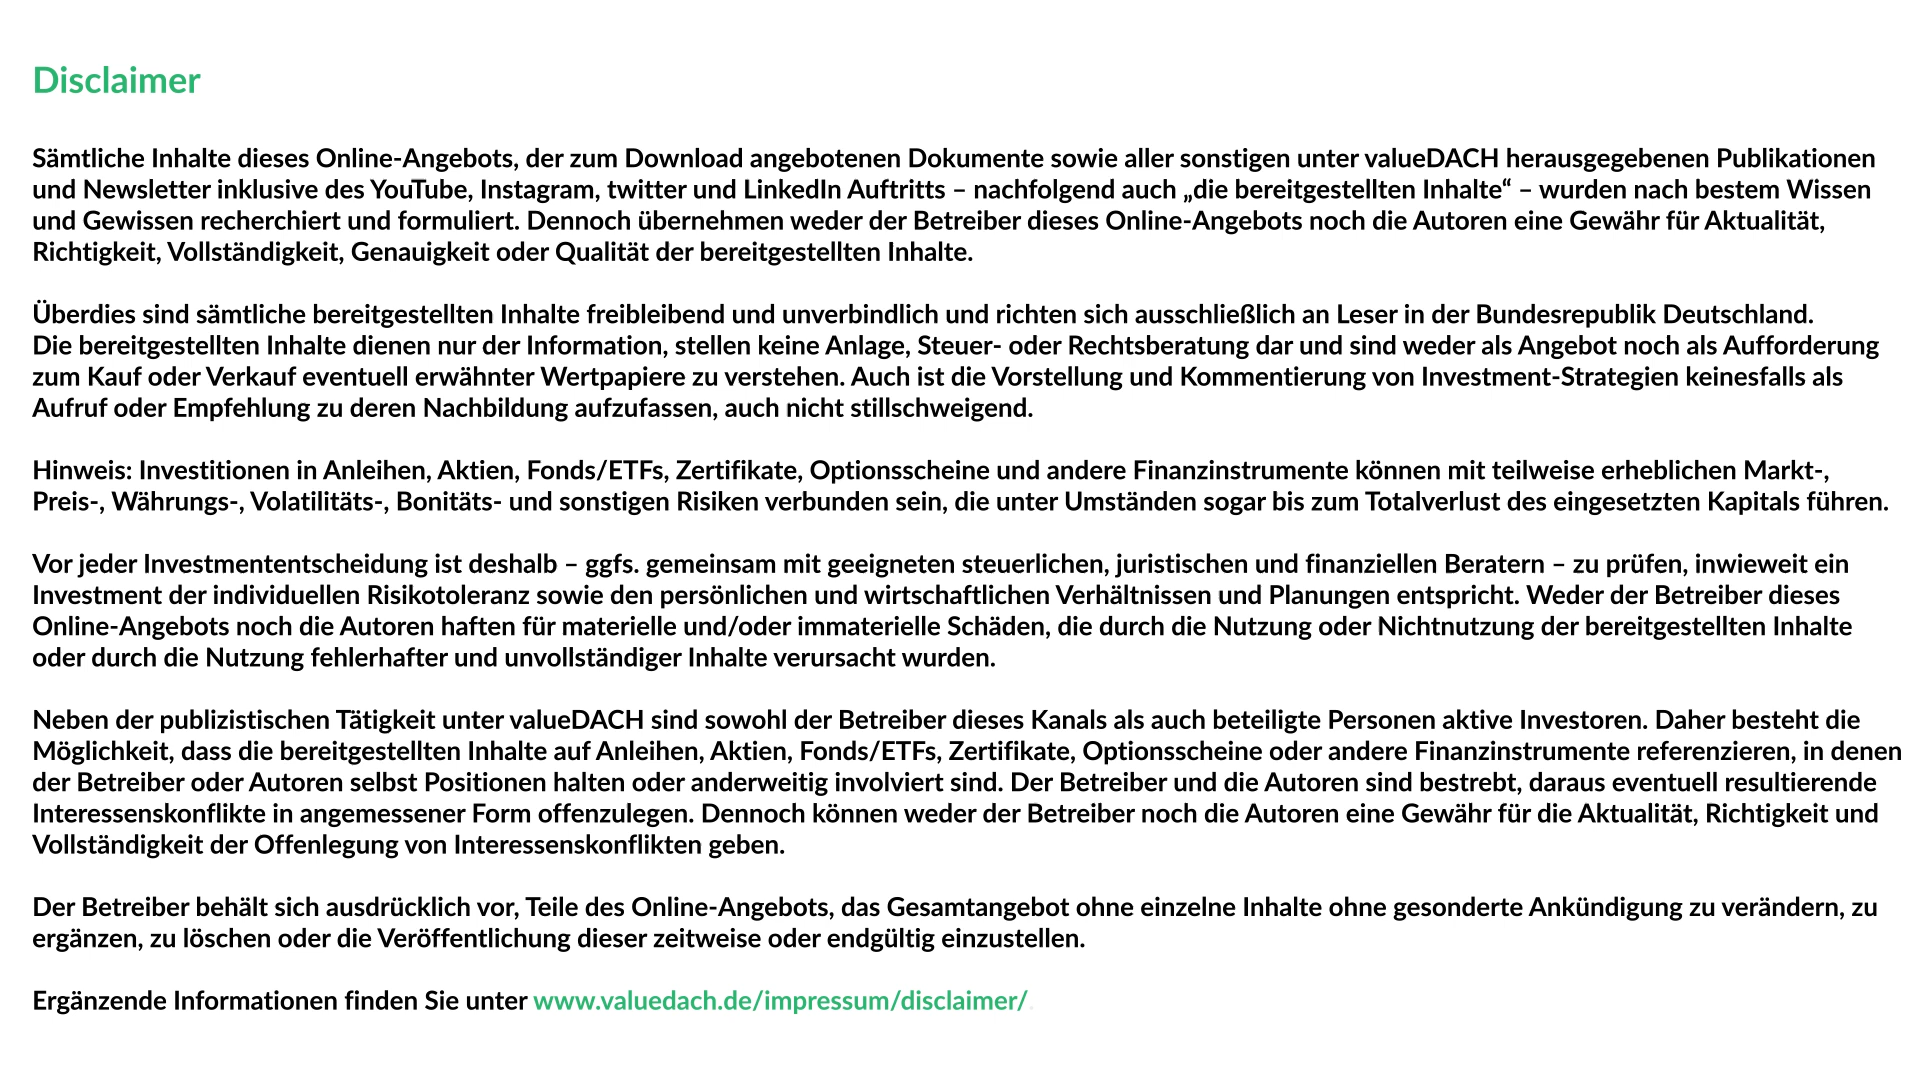 Disclaimer
Sämtliche Inhalte dieses Online-Angebots, der zum Download angebotenen Dokumente sowie aller sonstigen unter valueDACH herausgegebenen Publikationen
und Newsletter inklusive des YouTube, Instagram, twitter und LinkedIn Auftritts – nachfolgend auch „die bereitgestellten Inhalte“ – wurden nach bestem Wissen
und Gewissen recherchiert und formuliert. Dennoch übernehmen weder der Betreiber dieses Online-Angebots noch die Autoren eine Gewähr für Aktualität,
Richtigkeit, Vollständigkeit, Genauigkeit oder Qualität der bereitgestellten Inhalte.
Überdies sind sämtliche bereitgestellten Inhalte freibleibend und unverbindlich und richten sich ausschließlich an Leser in der Bundesrepublik Deutschland.
Die bereitgestellten Inhalte dienen nur der Information, stellen keine Anlage, Steuer- oder Rechtsberatung dar und sind weder als Angebot noch als Aufforderung
zum Kauf oder Verkauf eventuell erwähnter Wertpapiere zu verstehen. Auch ist die Vorstellung und Kommentierung von Investment-Strategien keinesfalls als
Aufruf oder Empfehlung zu deren Nachbildung aufzufassen, auch nicht stillschweigend.
Hinweis: Investitionen in Anleihen, Aktien, Fonds/ETFs, Zertifikate, Optionsscheine und andere Finanzinstrumente können mit teilweise erheblichen Markt-,
Preis-, Währungs-, Volatilitäts-, Bonitäts- und sonstigen Risiken verbunden sein, die unter Umständen sogar bis zum Totalverlust des eingesetzten Kapitals führen.
Vor jeder Investmententscheidung ist deshalb – ggfs. gemeinsam mit geeigneten steuerlichen, juristischen und finanziellen Beratern – zu prüfen, inwieweit ein
Investment der individuellen Risikotoleranz sowie den persönlichen und wirtschaftlichen Verhältnissen und Planungen entspricht. Weder der Betreiber dieses
Online-Angebots noch die Autoren haften für materielle und/oder immaterielle Schäden, die durch die Nutzung oder Nichtnutzung der bereitgestellten Inhalte
oder durch die Nutzung fehlerhafter und unvollständiger Inhalte verursacht wurden.
Neben der publizistischen Tätigkeit unter valueDACH sind sowohl der Betreiber dieses Kanals als auch beteiligte Personen aktive Investoren. Daher besteht die
Möglichkeit, dass die bereitgestellten Inhalte auf Anleihen, Aktien, Fonds/ETFs, Zertifikate, Optionsscheine oder andere Finanzinstrumente referenzieren, in denen
der Betreiber oder Autoren selbst Positionen halten oder anderweitig involviert sind. Der Betreiber und die Autoren sind bestrebt, daraus eventuell resultierende
Interessenskonflikte in angemessener Form offenzulegen. Dennoch können weder der Betreiber noch die Autoren eine Gewähr für die Aktualität, Richtigkeit und
Vollständigkeit der Offenlegung von Interessenskonflikten geben.
Der Betreiber behält sich ausdrücklich vor, Teile des Online-Angebots, das Gesamtangebot ohne einzelne Inhalte ohne gesonderte Ankündigung zu verändern, zu
ergänzen, zu löschen oder die Veröffentlichung dieser zeitweise oder endgültig einzustellen.
Ergänzende Informationen finden Sie unter www.valuedach.de/impressum/disclaimer/